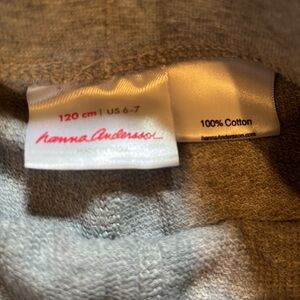 120 cm | US 6-7
hanna Andersson
100% Cotton
hannaAndersson.com